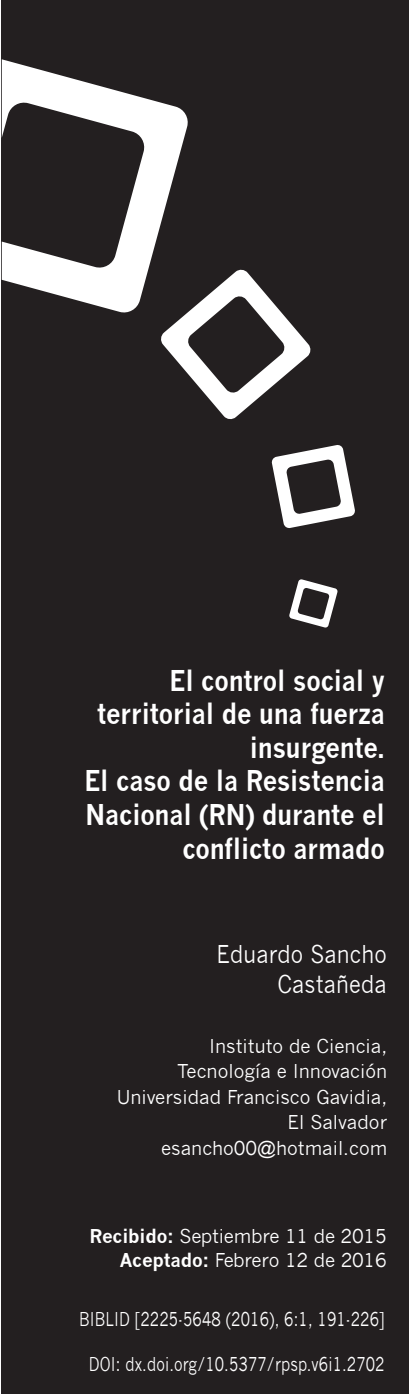 El control social y
territorial de una fuerza
insurgente.
El caso de la Resistencia
Nacional (RN) durante el
conflicto armado
Eduardo Sancho
Castañeda
Instituto de Ciencia,
Tecnología e Innovación
Universidad Francisco Gavidia,
El Salvador
esancho00@hotmail.com
Recibido: Septiembre 11 de 2015
Aceptado: Febrero 12 de 2016
BIBLID [2225-5648 (2016), 6:1, 191-226]
DOI: dx.doi.org/10.5377/rpsp.v6i1.2702